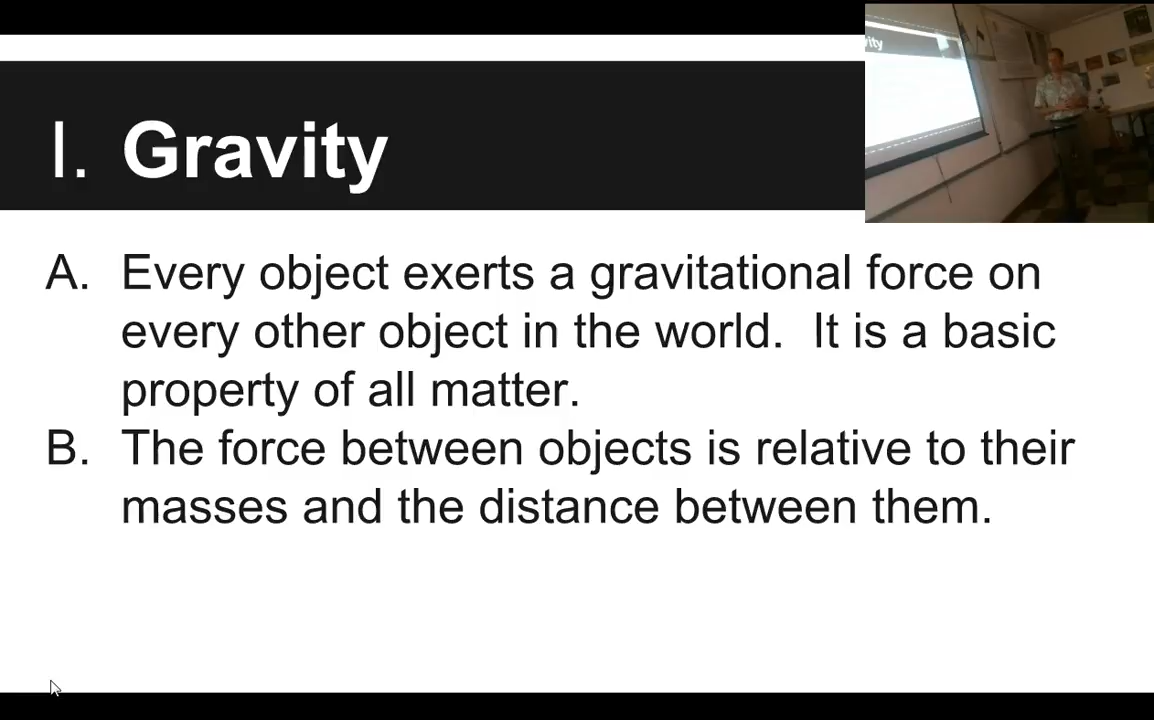 ity
I. Gravity
A. Every object exerts a gravitational force on
every other object in the world.  It is a basic
property of all matter.
B. The force between objects is relative to their
masses and the distance between them.